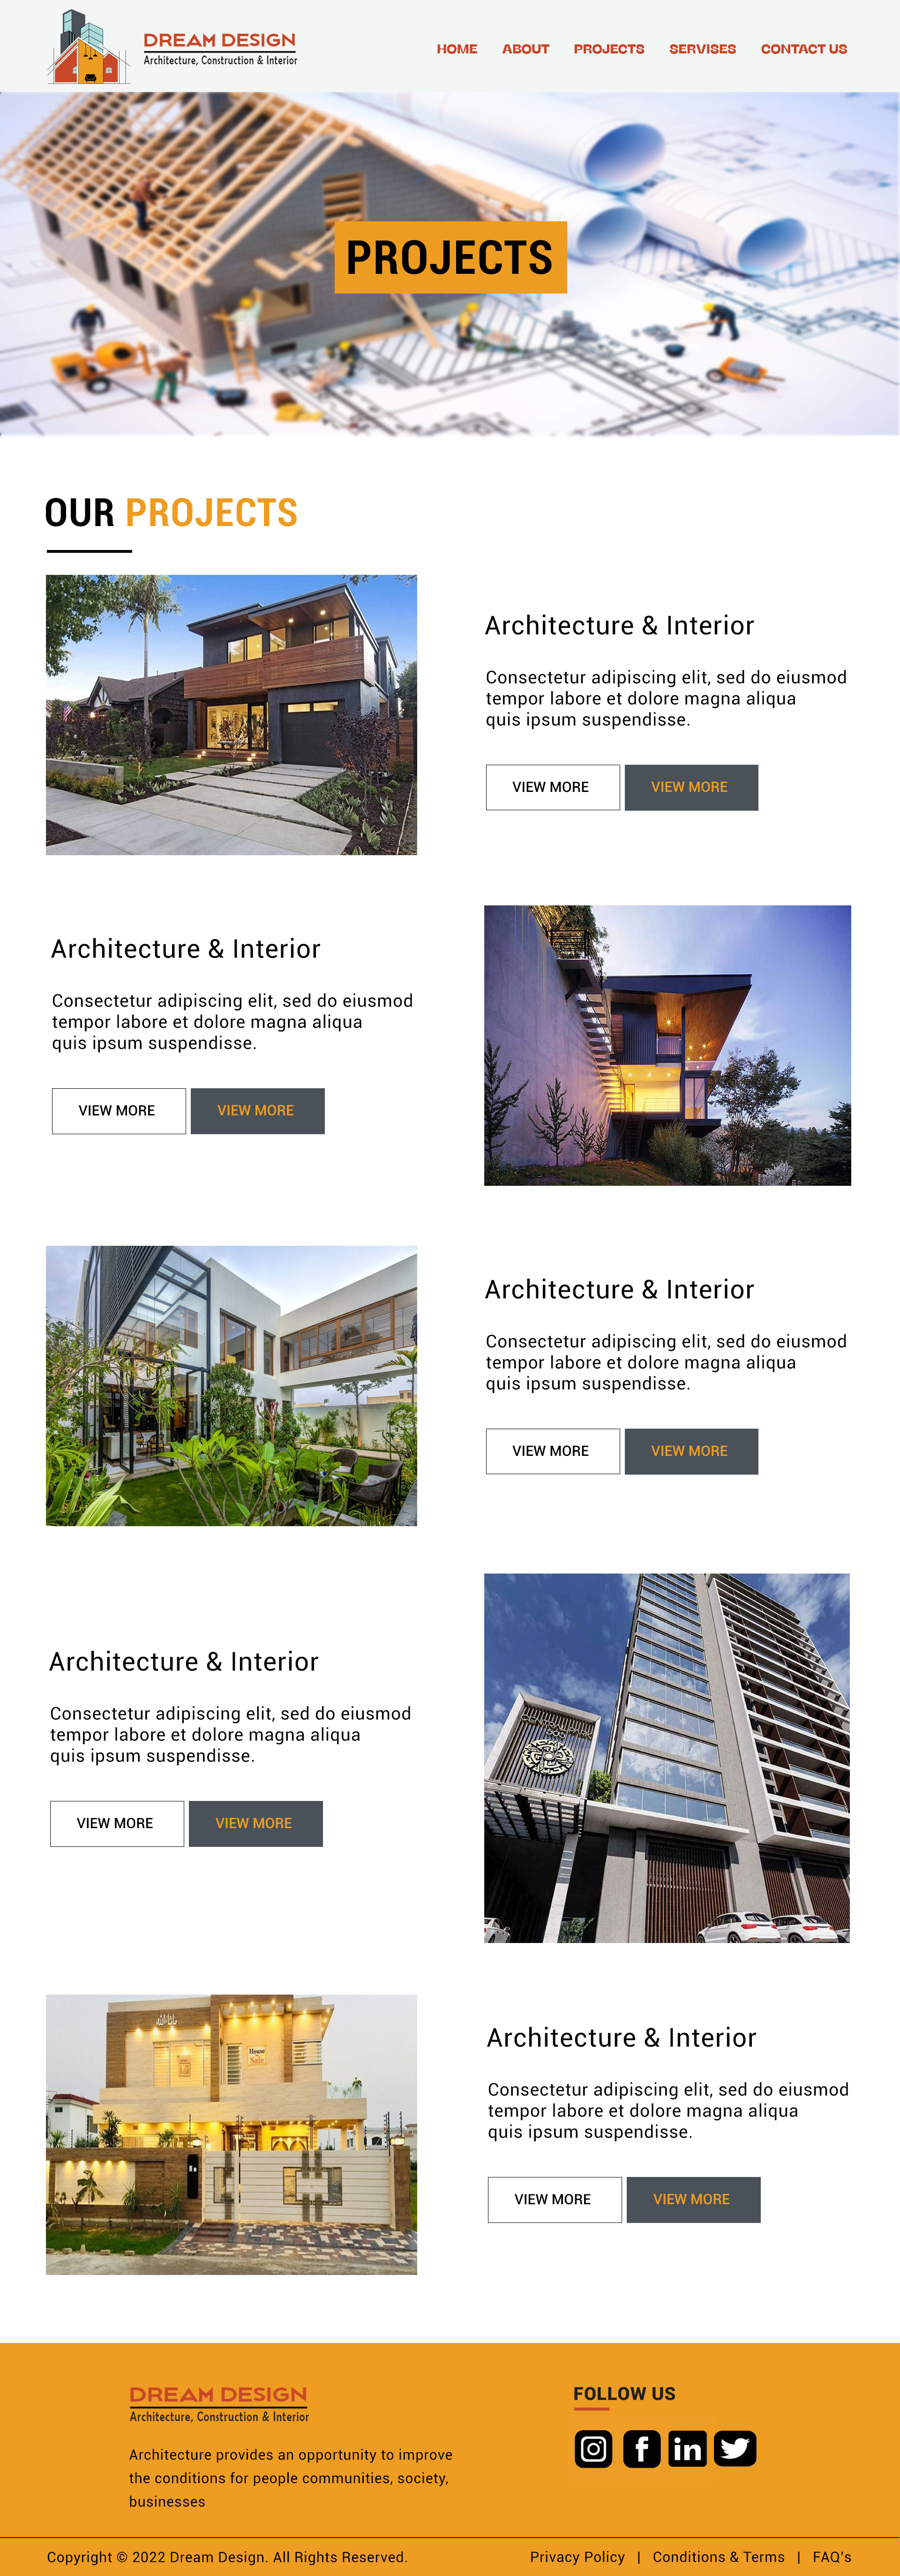 DREAM DESIGN
Architecture, Construction & Interior
HOME ABOUT PROJECTS SERVISES CONTACT US
PROJECTS
OUR PROJECTS
Architecture & Interior
Consectetur adipiscing elit, sed do eiusmod
tempor labore et dolore magna aliqua
quis ipsum suspendisse.
VIEW MORE VIEW MORE
Architecture & Interior
Consectetur adipiscing elit, sed do eiusmod
tempor labore et dolore magna aliqua
quis ipsum suspendisse.
VIEW MORE VIEW MORE
Architecture & Interior
Consectetur adipiscing elit, sed do eiusmod
tempor labore et dolore magna aliqua
quis ipsum suspendisse.
VIEW MORE VIEW MORE
Architecture & Interior
Consectetur adipiscing elit, sed do eiusmod
tempor labore et dolore magna aliqua
quis ipsum suspendisse.
VIEW MORE VIEW MORE
House
Sale
Architecture & Interior
Consectetur adipiscing elit, sed do eiusmod
tempor labore et dolore magna aliqua
quis ipsum suspendisse.
VIEW MORE VIEW MORE
DREAM DESIGN
Architecture, Construction & Interior
Architecture provides an opportunity to improve
the conditions for people communities, society,
businesses
FOLLOW US
Copyright © 2022 Dream Design. All Rights Reserved.
Privacy Policy | Conditions & Terms | FAQ's